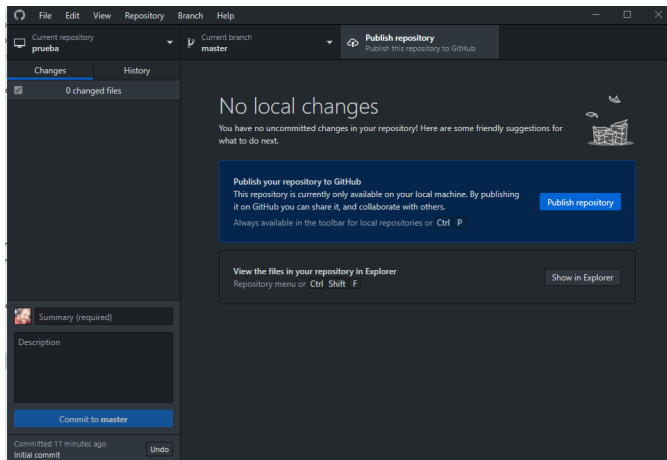 File Edit View Repository Branch Help
Current repository
prueba
Current branch
master
Publish repository
Publish this repository to GitHub
Changes History
0 changed files
No local changes
You have no uncommitted changes in your repository! Here are some friendly suggestions for
what to do next.
Publish your repository to GitHub
This repository is currently only available on your local machine. By publishing
it on GitHub you can share it, and collaborate with others.
Always available in the toolbar for local repositories or Ctrl P
Publish repository
View the files in your repository in Explorer
Repository menu or Ctrl Shift F
Show in Explorer
Summary (required)
Description
Commit to master
Committed 11 minutes ago
Initial commit
Undo